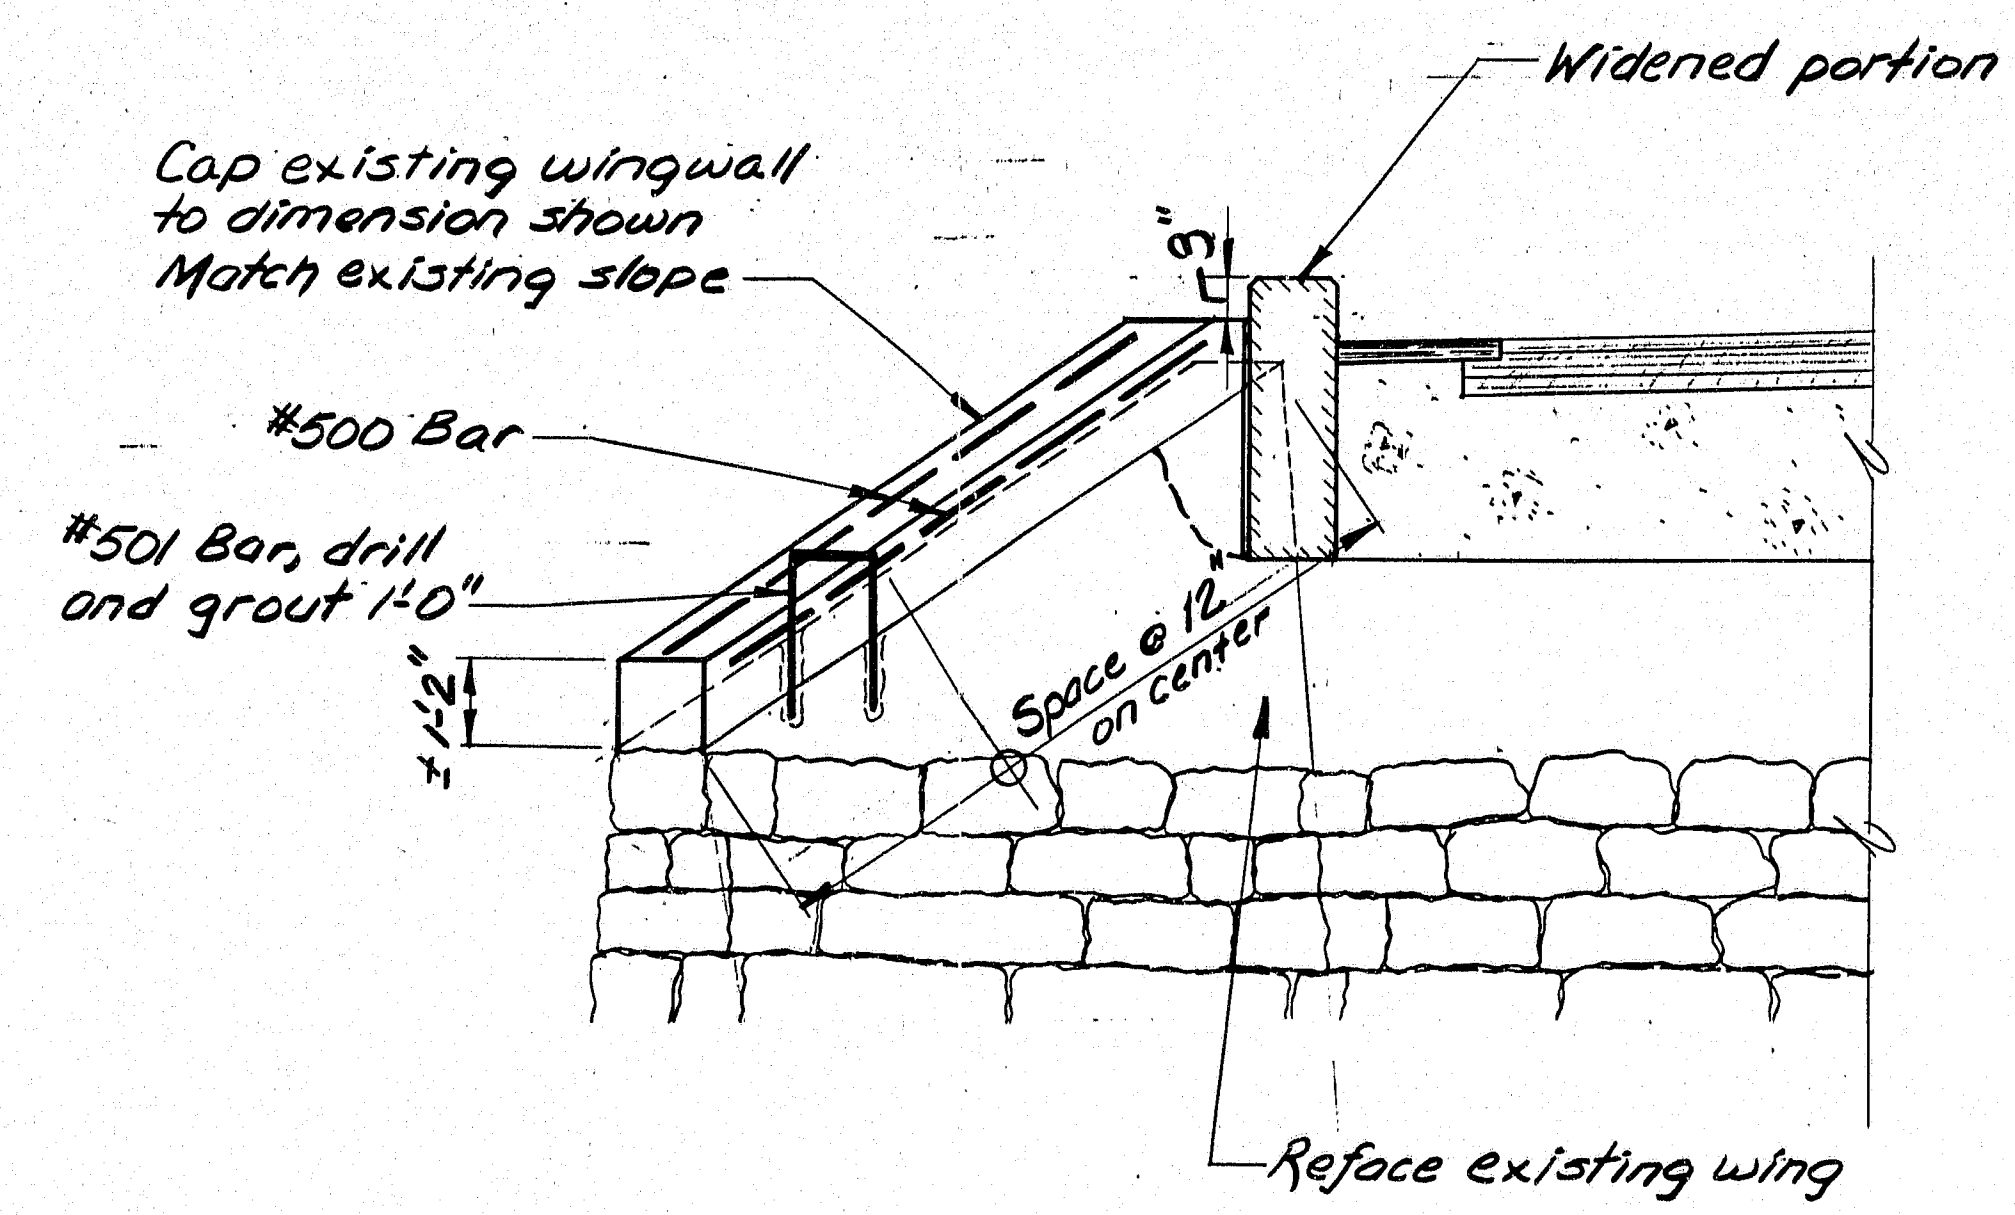 Widened portion
Cap existing wingwall
to dimension shown
Match existing slope
3"
#500 Bar
#501 Bar, drill
and grout 1'-0"
± 1'-2"
Space @ 12"
on center
Reface existing wing